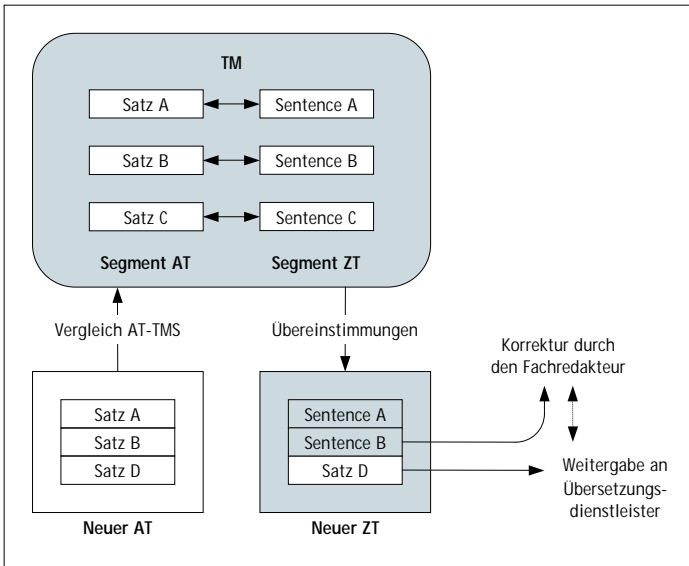 TM
Satz A
Sentence A
Satz B
Sentence B
Satz C
Sentence C
Segment AT
Segment ZT
Vergleich AT-TMS
Übereinstimmungen
Korrektur durch
den Fachredakteur
Satz A
Satz B
Satz D
Neuer AT
Sentence A
Sentence B
Satz D
Neuer ZT
Weitergabe an
Übersetzungs-
dienstleister